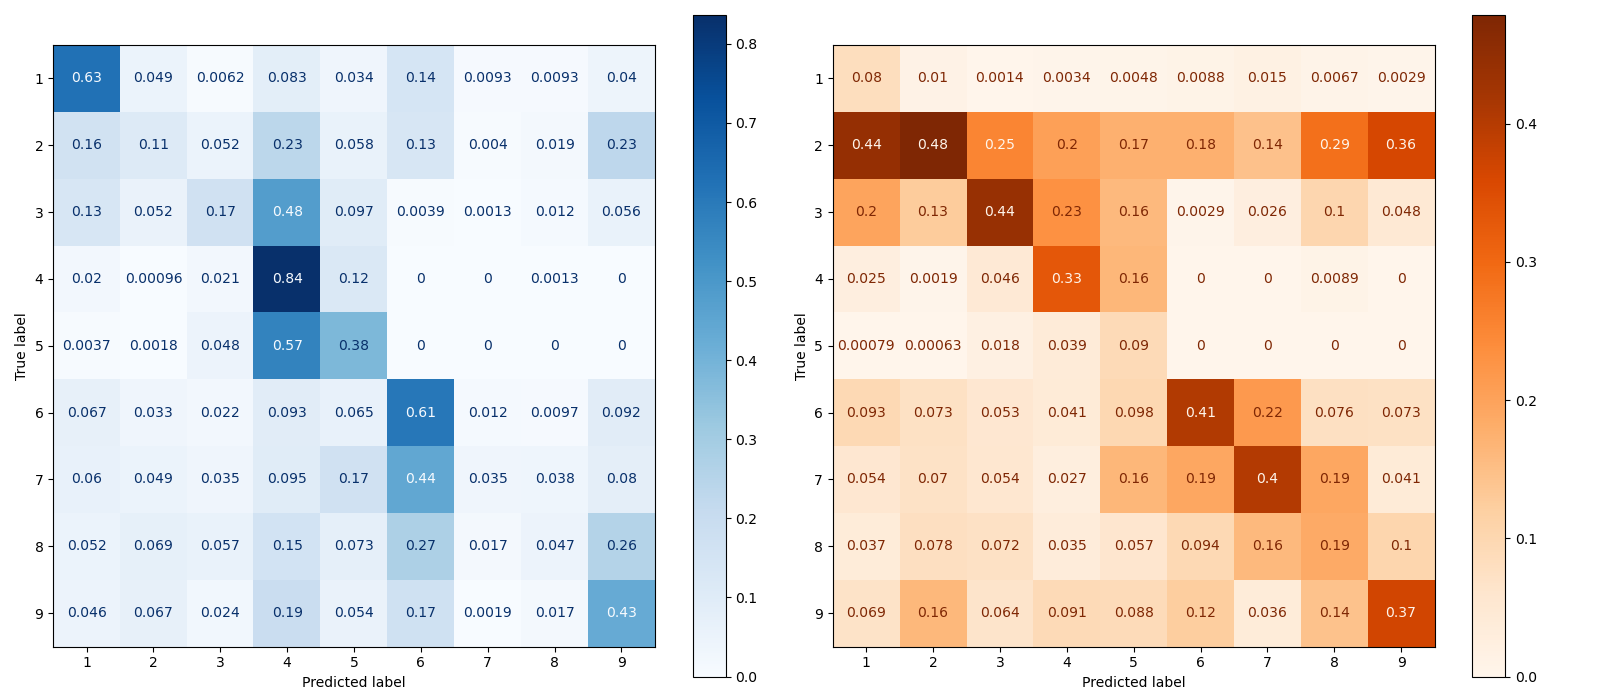 1 0.63 0.049 0.0062 0.083 0.034 0.14 0.0093 0.0093 0.04
2 0.16 0.11 0.052 0.23 0.058 0.13 0.004 0.019 0.23
3 0.13 0.052 0.17 0.48 0.097 0.0039 0.0013 0.012 0.056
4 0.02 0.00096 0.021 0.84 0.12 0 0 0.0013 0
5 0.0037 0.0018 0.048 0.57 0.38 0 0 0 0
6 0.067 0.033 0.022 0.093 0.065 0.61 0.012 0.0097 0.092
7 0.06 0.049 0.035 0.095 0.17 0.44 0.035 0.038 0.08
8 0.052 0.069 0.057 0.15 0.073 0.27 0.017 0.047 0.26
9 0.046 0.067 0.024 0.19 0.054 0.17 0.0019 0.017 0.43
1 2 3 4 5 6 7 8 9
Predicted label
True label
0.8
0.7
0.6
0.5
0.4
0.3
0.2
0.1
0.0
1 0.08 0.01 0.0014 0.0034 0.0048 0.0088 0.015 0.0067 0.0029
2 0.44 0.48 0.25 0.2 0.17 0.18 0.14 0.29 0.36
3 0.2 0.13 0.44 0.23 0.16 0.0029 0.026 0.1 0.048
4 0.025 0.0019 0.046 0.33 0.16 0 0 0.0089 0
5 0.00079 0.00063 0.018 0.039 0.09 0 0 0 0
6 0.093 0.073 0.053 0.041 0.098 0.41 0.22 0.076 0.073
7 0.054 0.07 0.054 0.027 0.16 0.19 0.4 0.19 0.041
8 0.037 0.078 0.072 0.035 0.057 0.094 0.16 0.19 0.1
9 0.069 0.16 0.064 0.091 0.088 0.12 0.036 0.14 0.37
1 2 3 4 5 6 7 8 9
Predicted label
True label
0.4
0.3
0.2
0.1
0.0